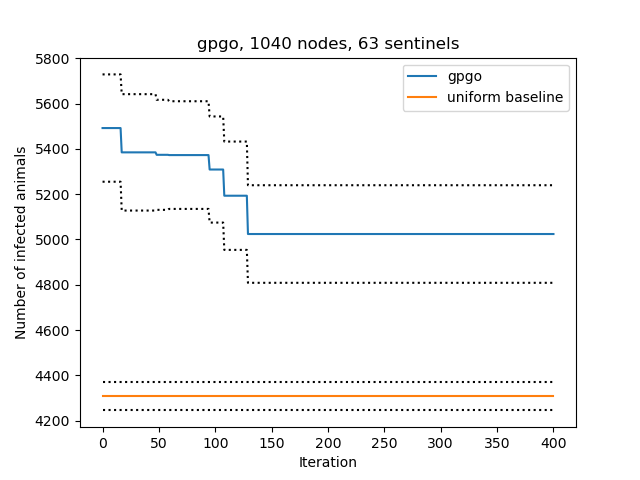 gpgo, 1040 nodes, 63 sentinels
gpgo
uniform baseline
Number of infected animals
5800
5600
5400
5200
5000
4800
4600
4400
4200
0 50 100 150 200 250 300 350 400
Iteration